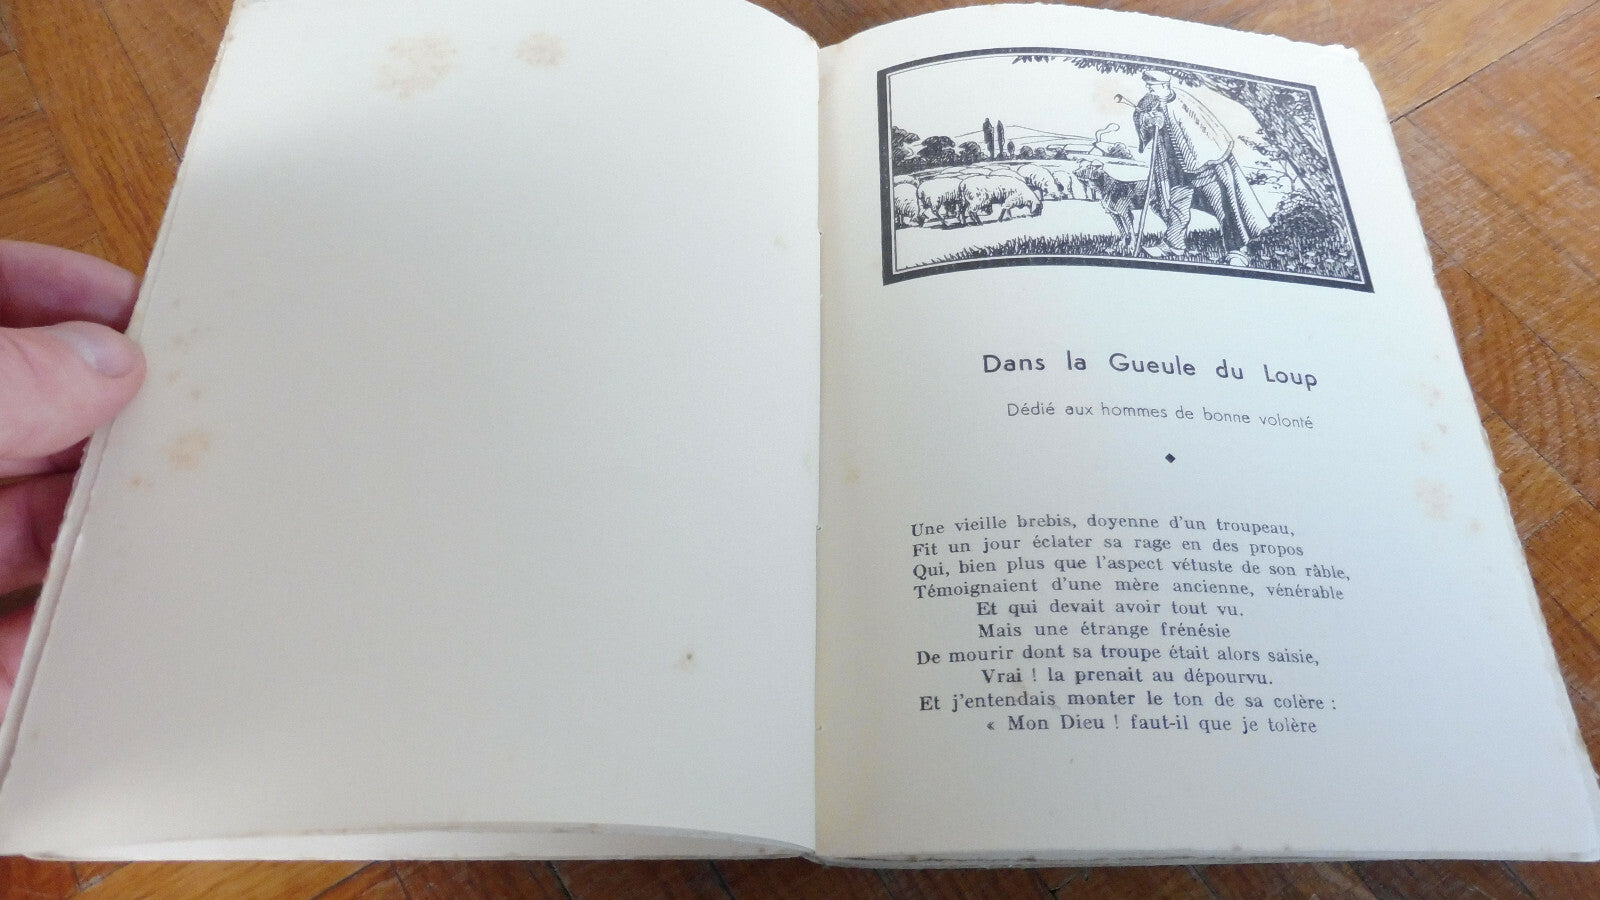 Dans la Gueule du Loup
Dédié aux hommes de bonne volonté
Une vieille brebis, doyenne d'un troupeau,
Fit un jour éclater sa rage en des propos
Qui, bien plus que l'aspect vétuste de son râble,
Témoignaient d'une mère ancienne, vénérable
Et qui devait avoir tout vu.
Mais une étrange frénésie
De mourir dont sa troupe était alors saisie,
Vrai ! la prenait au dépourvu.
Et j'entendais monter le ton de sa colère :
« Mon Dieu ! faut-il que je tolère